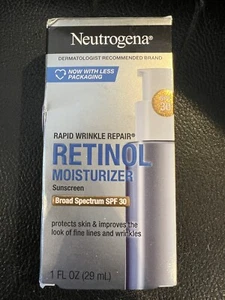 Neutrogena®
DERMATOLOGIST RECOMMENDED BRAND
NOW WITH LESS
PACKAGING
RAPID WRINKLE REPAIR®
RETINOL
MOISTURIZER
Sunscreen
Broad Spectrum SPF 30
protects skin & improves the
look of fine lines and wrinkles
1 FL OZ (29 mL)
30